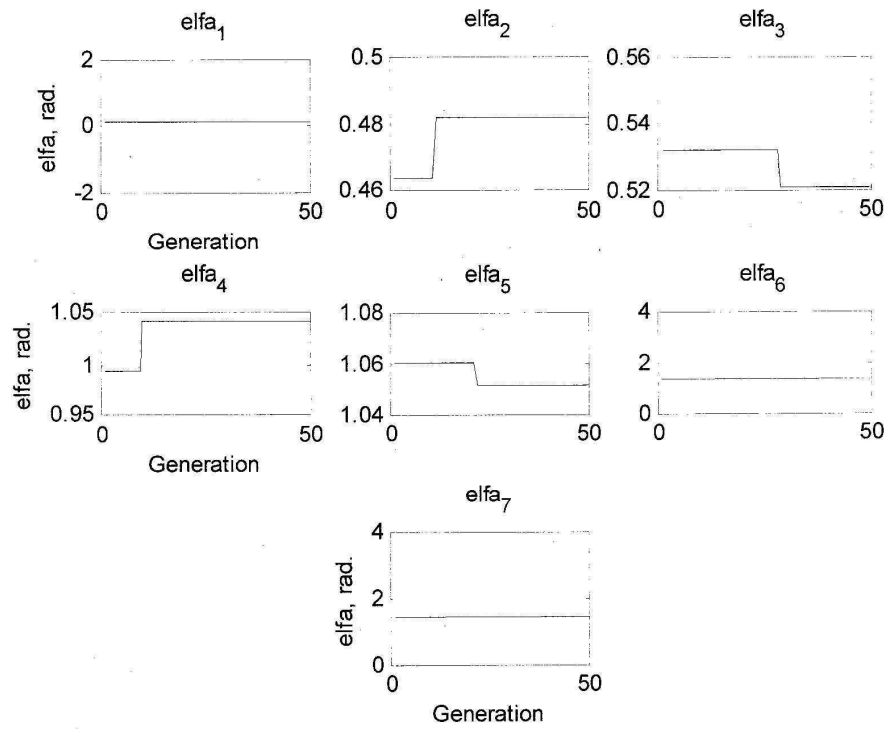 elfa1 elfa2 elfa3
2 0.5 0.56
elfa, rad. 0 0.48 0.54
-2 0.46 0.52
0 50 0 50 0 50
Generation
elfa4 elfa5 elfa6
1.05 1.08 4
elfa, rad. 1 1.06 2
0.95 1.04 0
0 50 0 50 0 50
Generation
elfa7
4
elfa, rad. 2
0
0 50
Generation